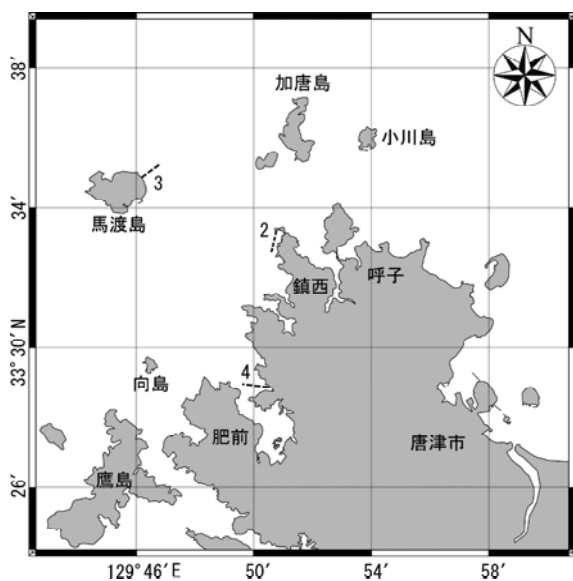 N
38′
加唐島
小川島
3
34′
馬渡島
2
鎮西
呼子
33°30′N
向島
4
肥前
唐津市
鷹島
26′
129°46′E
50′
54′
58′